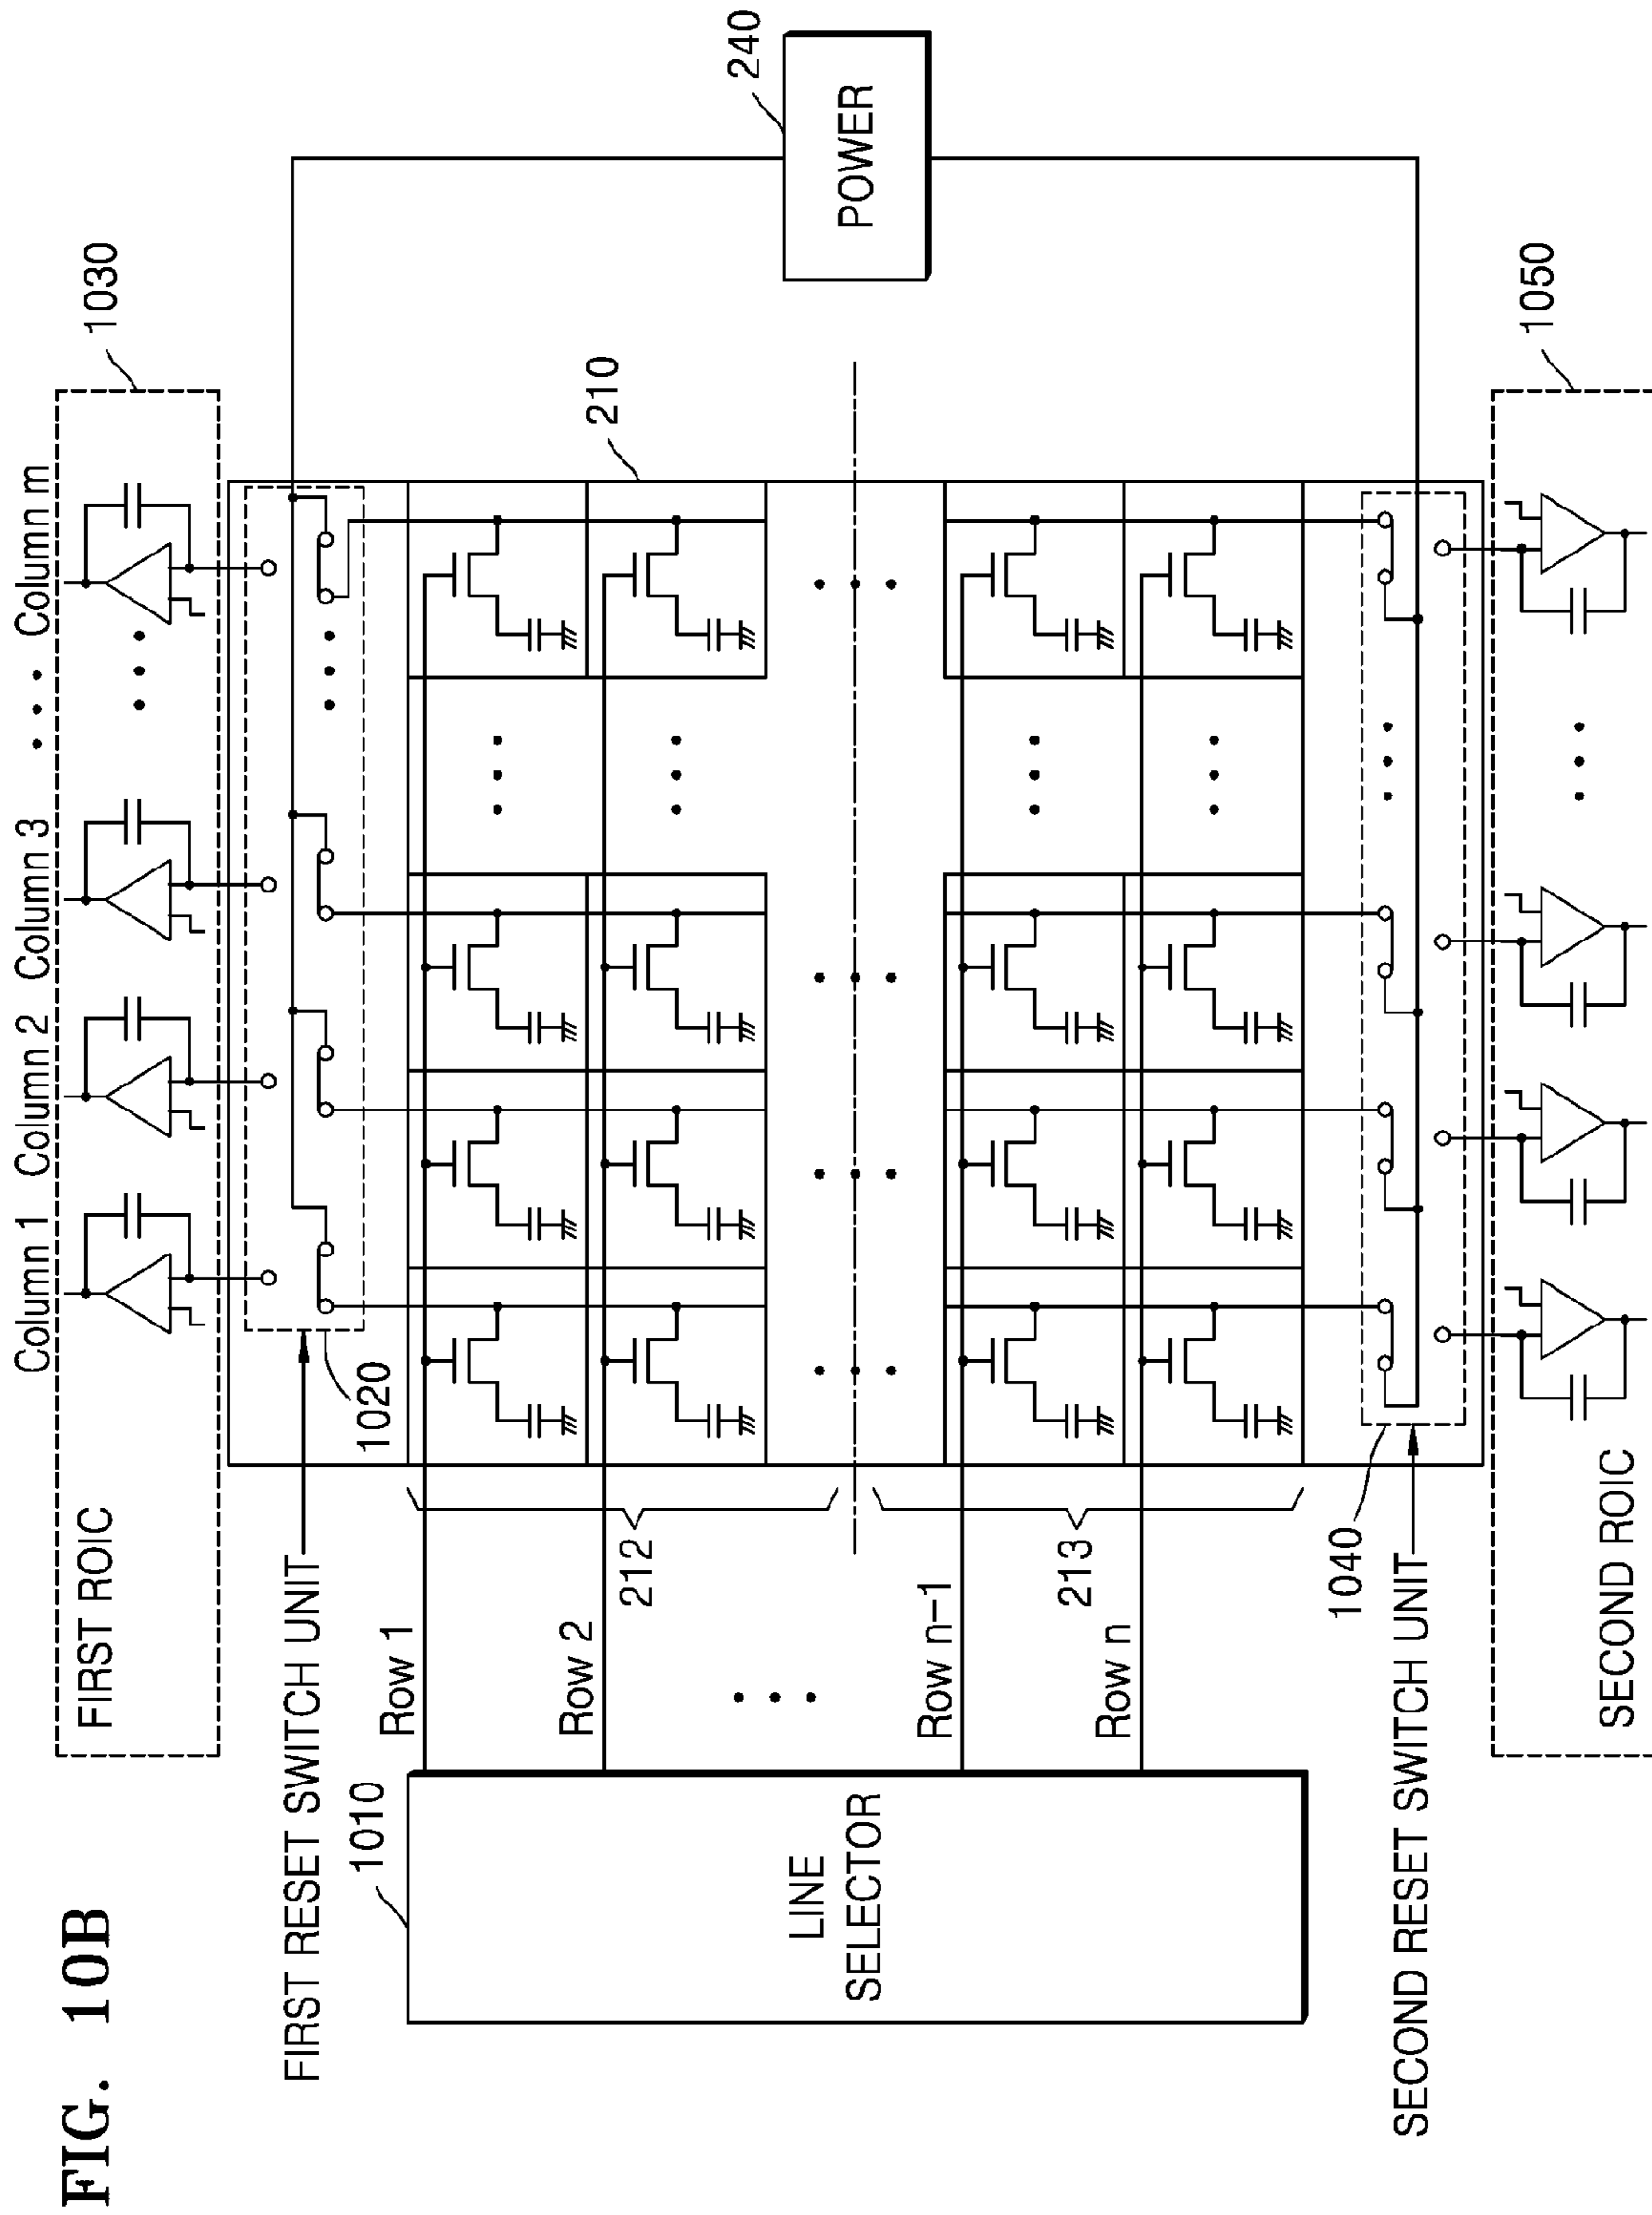 FIG. 10B
FIRST ROIC
1030
Column 1 Column 2 Column 3 ... Column m
FIRST RESET SWITCH UNIT
1020
210
240
POWER
1010
LINE
SELECTOR
Row 1
Row 2
Row n-1
Row n
212
213
1040
SECOND RESET SWITCH UNIT
SECOND ROIC
1050